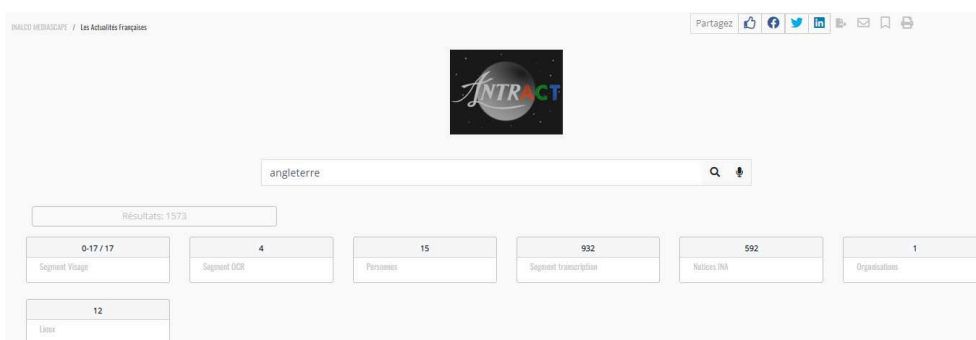 INALCO MEDIASCAPE / Les Actualités Françaises
Partagez
ANTRACT
angleterre
Résultats: 1573
0-17 / 17
4
15
932
592
1
Segment Visage
Segment OCR
Personnes
Segment transcription
Notices INA
Organisations
12
Lieux